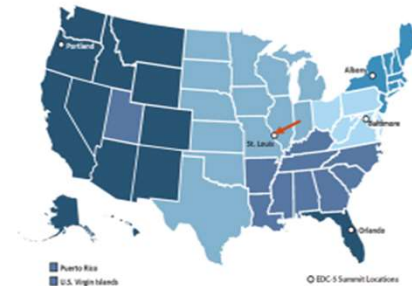 Portland
Albany
Baltimore
St. Louis
Orlando
Puerto Rico
U.S. Virgin Islands
EDC-5 Summit Locations